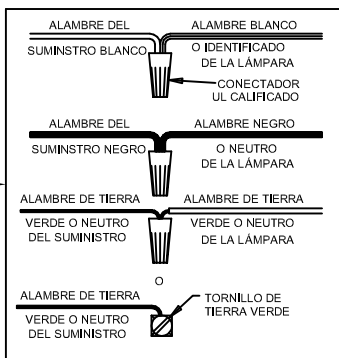 ALAMBRE DEL ALAMBRE BLANCO
SUMINSTRO BLANCO O IDENTIFICADO
DE LA LÁMPARA
CONECTADOR
UL CALIFICADO
ALAMBRE DEL ALAMBRE NEGRO
SUMINSTRO NEGRO O NEUTRO
DE LA LÁMPARA
ALAMBRE DE TIERRA ALAMBRE DE TIERRA
VERDE O NEUTRO VERDE O NEUTRO
DEL SUMINISTRO DE LA LÁMPARA
O
ALAMBRE DE TIERRA TORNILLO DE
TIERRA VERDE
VERDE O NEUTRO
DEL SUMINISTRO